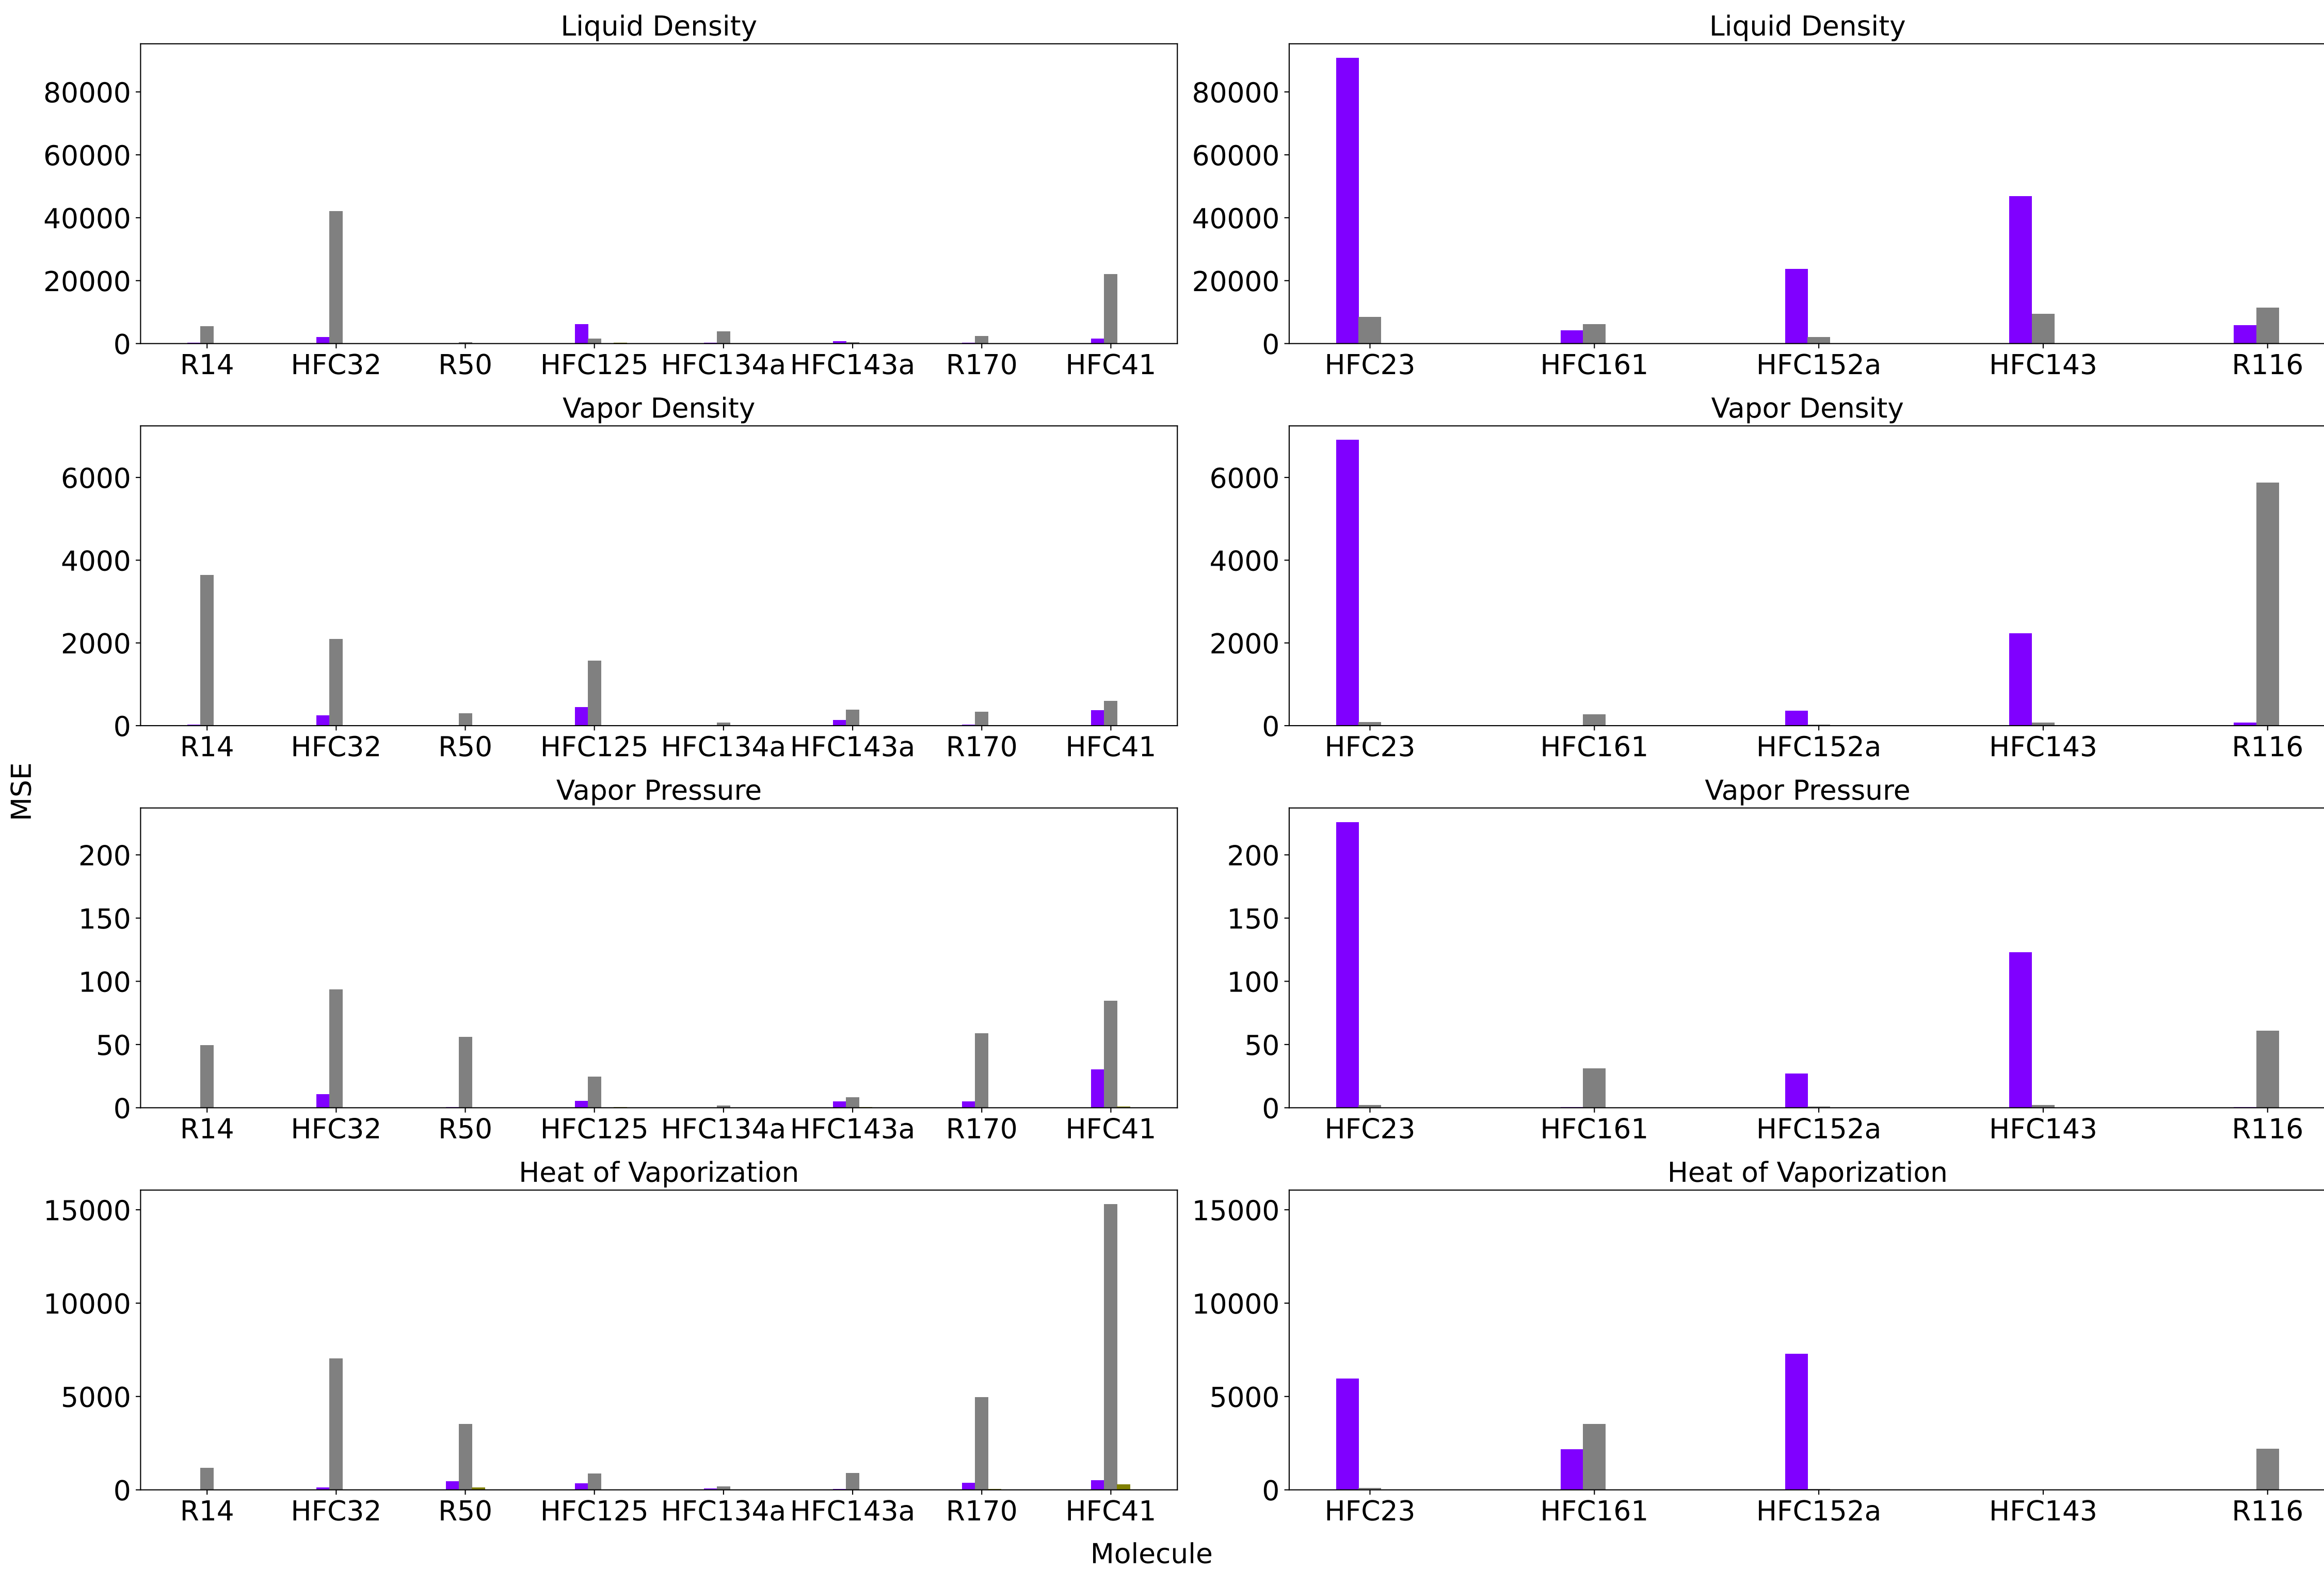 Liquid Density
80000
60000
40000
20000
0
R14 HFC32 R50 HFC125 HFC134a HFC143a R170 HFC41
Liquid Density
80000
60000
40000
20000
0
HFC23 HFC161 HFC152a HFC143 R116
Vapor Density
6000
4000
2000
0
R14 HFC32 R50 HFC125 HFC134a HFC143a R170 HFC41
Vapor Density
6000
4000
2000
0
HFC23 HFC161 HFC152a HFC143 R116
MSE
Vapor Pressure
200
150
100
50
0
R14 HFC32 R50 HFC125 HFC134a HFC143a R170 HFC41
Vapor Pressure
200
150
100
50
0
HFC23 HFC161 HFC152a HFC143 R116
Heat of Vaporization
15000
10000
5000
0
R14 HFC32 R50 HFC125 HFC134a HFC143a R170 HFC41
Heat of Vaporization
15000
10000
5000
0
HFC23 HFC161 HFC152a HFC143 R116
Molecule